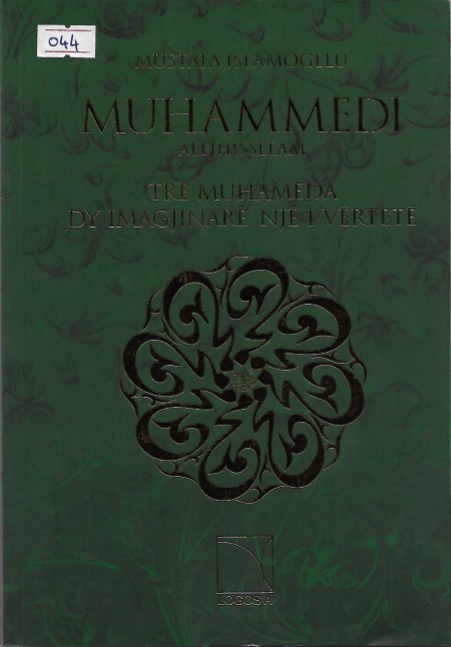 044
MUSTAFA ISLAMOGLLU
MUHAMMEDI
ALEJHISSELAM
TRE MUHAMEDA
DY IMAGJINARË, NJË I VËRTETË
LOGOS A